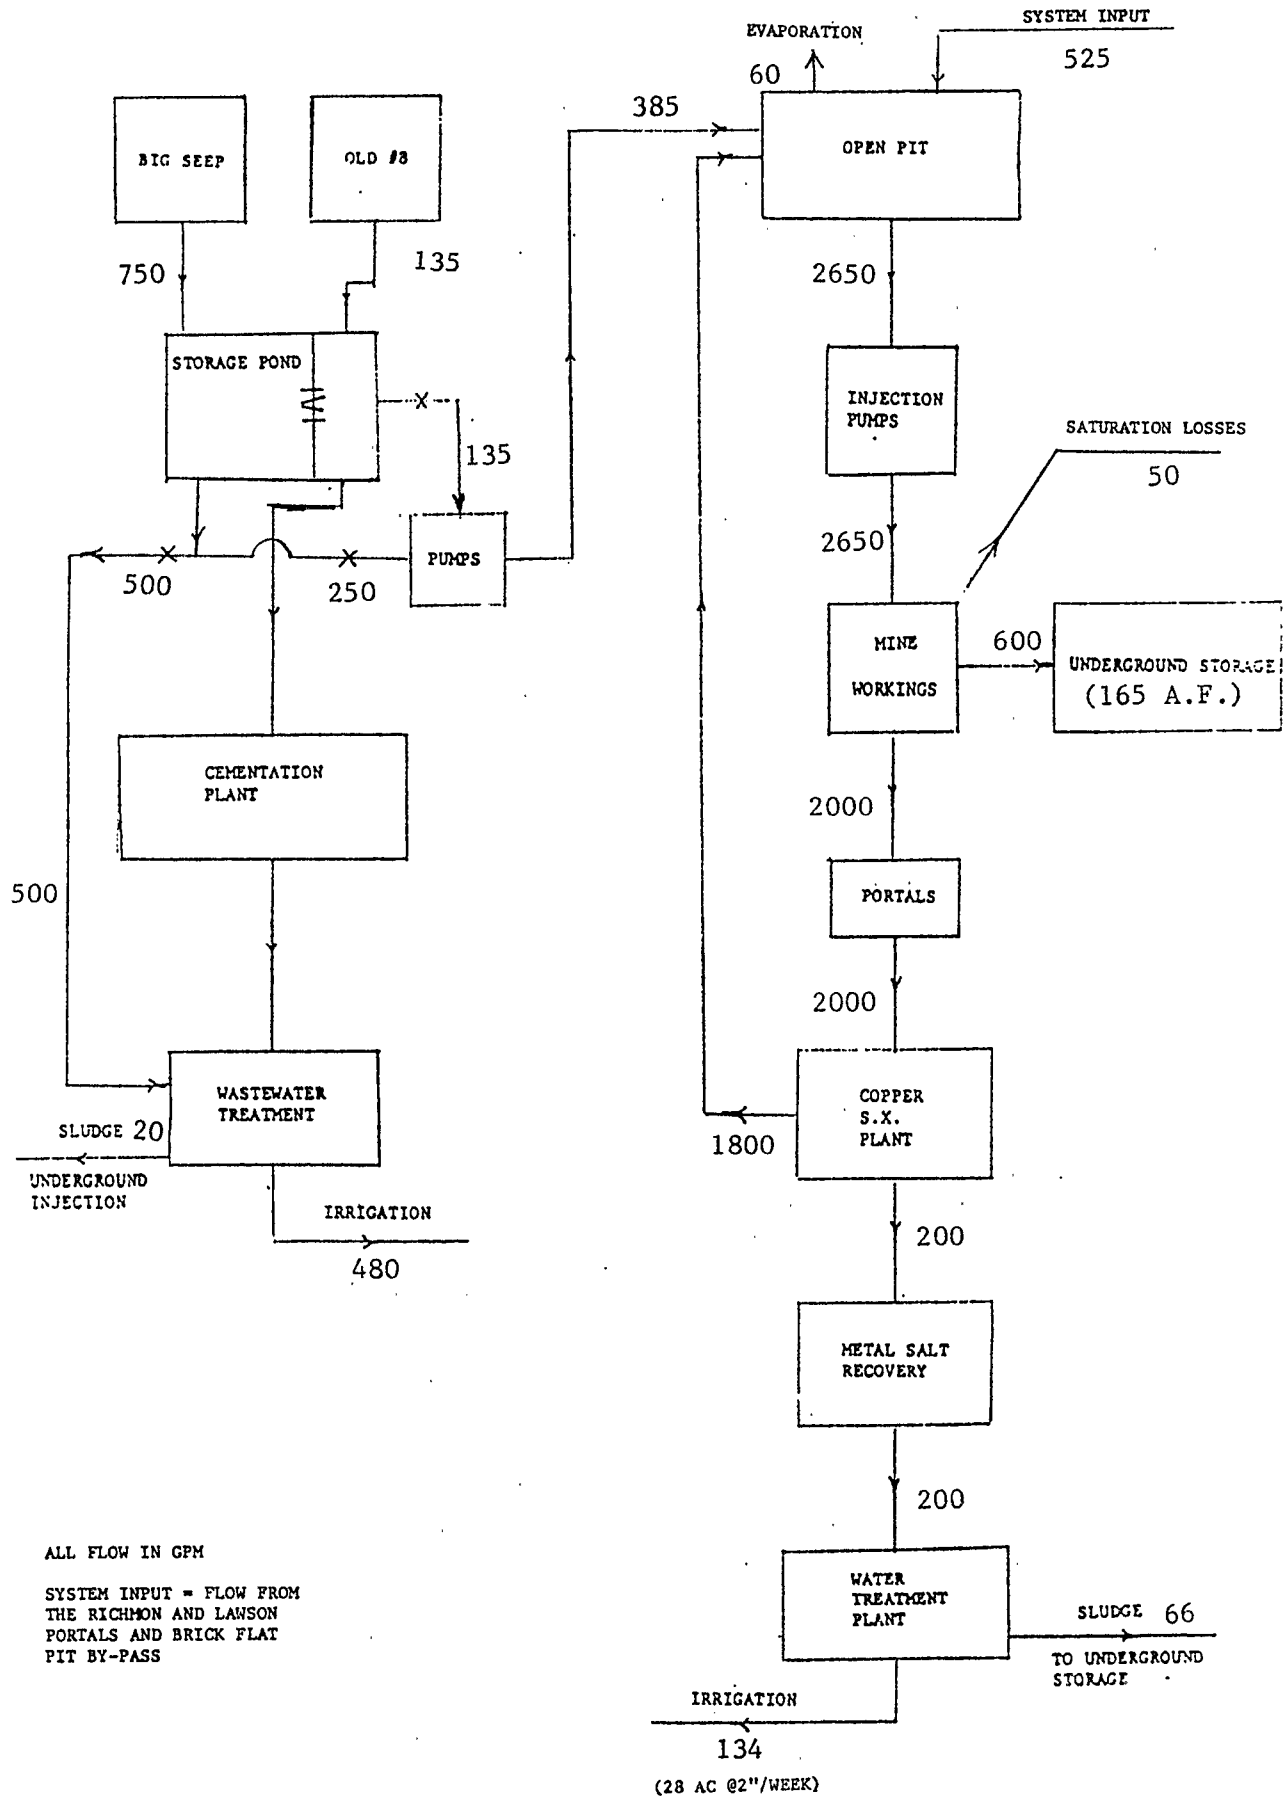 SYSTEM INPUT
525
EVAPORATION
60
385
OPEN PIT
BIG SEEP
OLD #8
750
135
2650
STORAGE POND
INJECTION
PUMPS
135
SATURATION LOSSES
50
2650
500
250
PUMPS
MINE
WORKINGS
600
UNDERGROUND STORAGE
(165 A.F.)
CEMENTATION
PLANT
2000
500
PORTALS
2000
WASTEWATER
TREATMENT
COPPER
S.X.
PLANT
SLUDGE 20
UNDERGROUND
INJECTION
1800
IRRIGATION
480
200
METAL SALT
RECOVERY
200
ALL FLOW IN GPM
SYSTEM INPUT = FLOW FROM
THE RICHMON AND LAWSON
PORTALS AND BRICK FLAT
PIT BY-PASS
WATER
TREATMENT
PLANT
SLUDGE 66
TO UNDERGROUND
STORAGE
IRRIGATION
134
(28 AC @2"/WEEK)